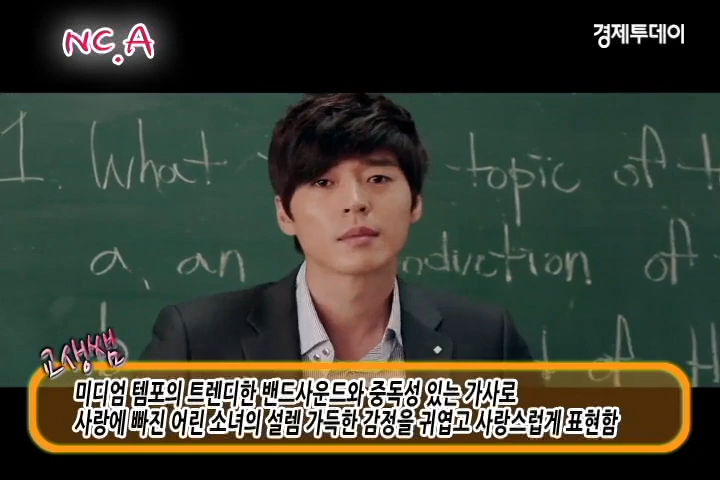 NC.A
경제투데이
1. What topic of t
a, an oduction of
b t of H
교생쌤
미디엄 템포의 트렌디한 밴드사운드와 중독성 있는 가사로
사랑에 빠진 어린 소녀의 설렘 가득한 감정을 귀엽고 사랑스럽게 표현함